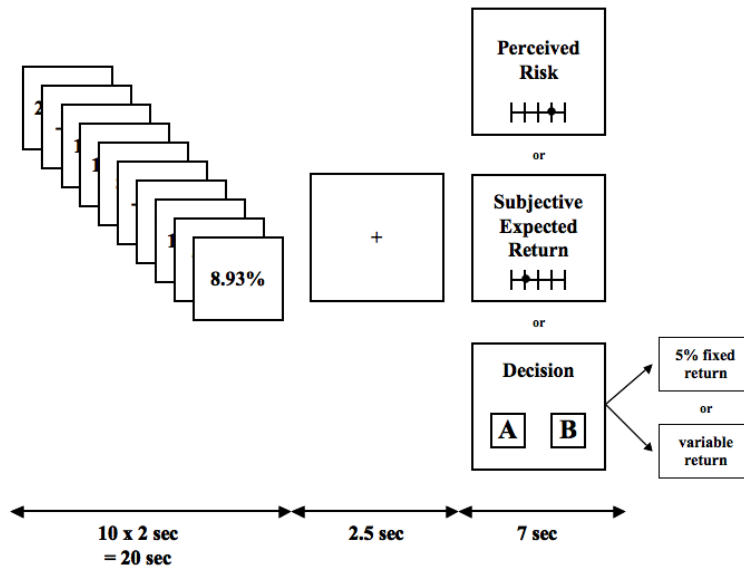 8.93%
+
Perceived
Risk
or
Subjective
Expected
Return
or
Decision
A B
5% fixed
return
or
variable
return
10 x 2 sec
= 20 sec
2.5 sec
7 sec